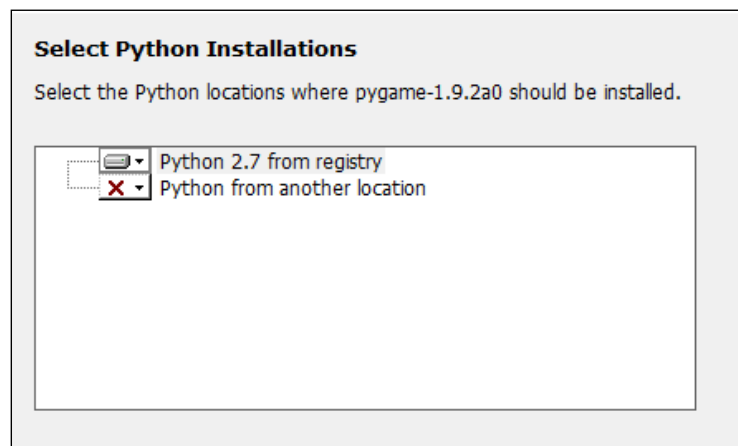 Select Python Installations
Select the Python locations where pygame-1.9.2a0 should be installed.
Python 2.7 from registry
Python from another location